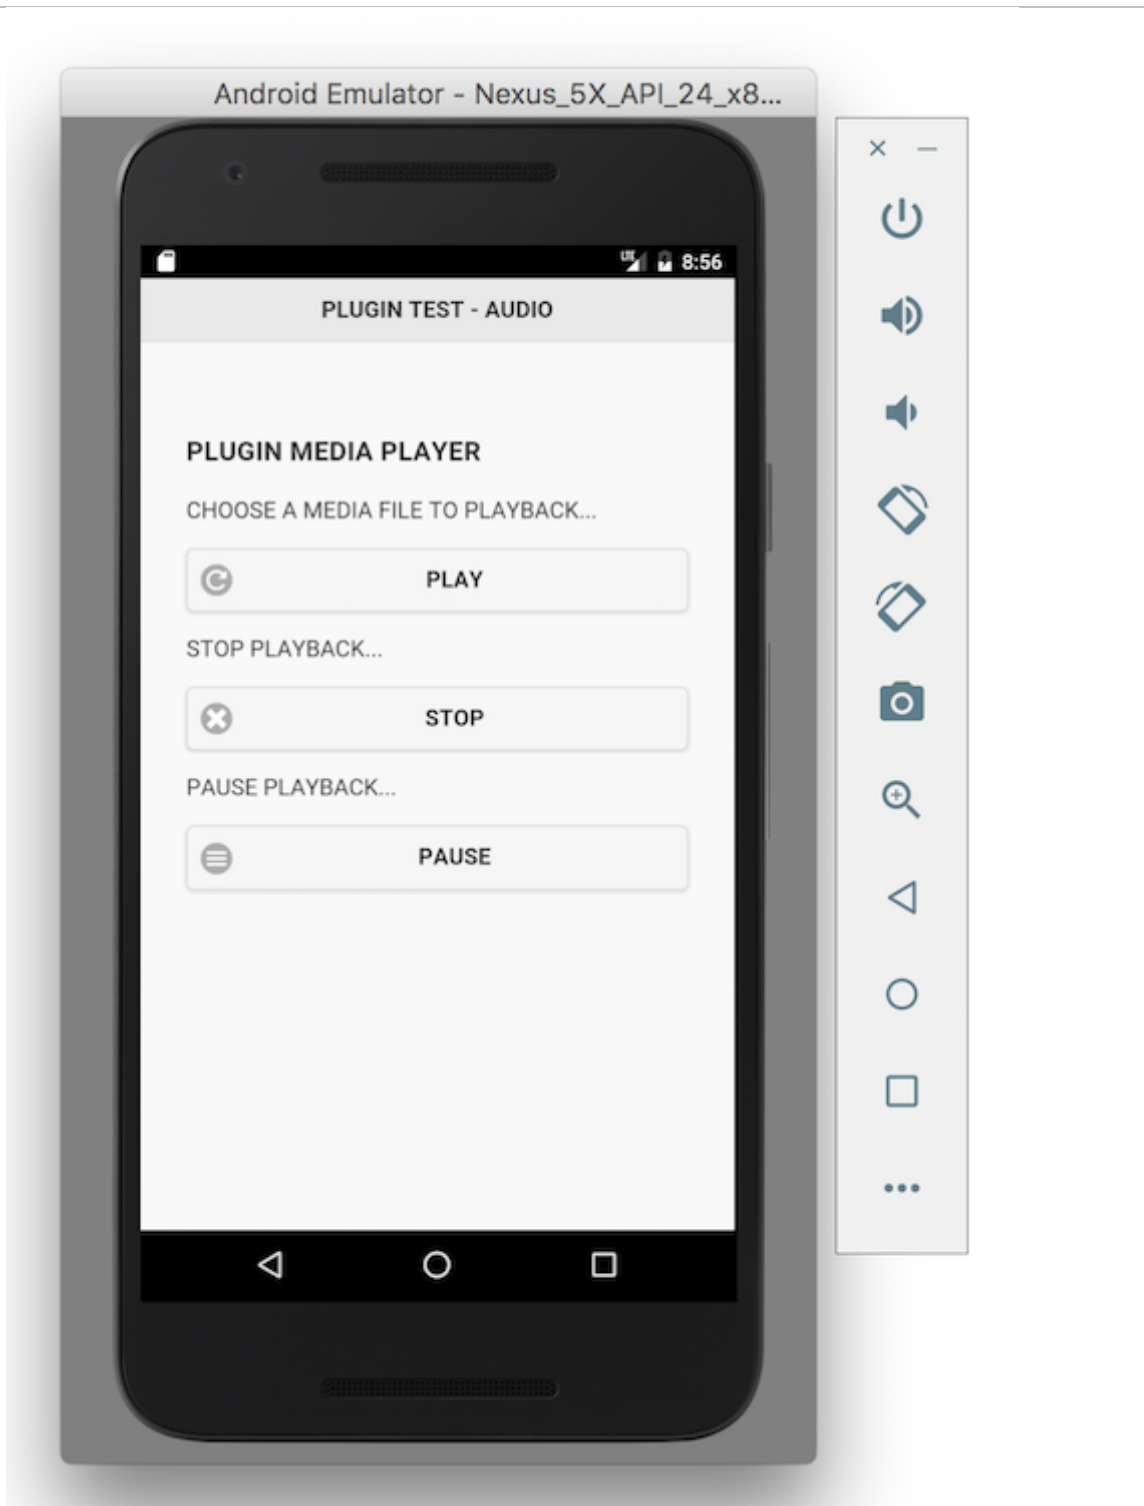 Android Emulator - Nexus_5X_API_24_x8...
LTE 8:56
PLUGIN TEST - AUDIO
PLUGIN MEDIA PLAYER
CHOOSE A MEDIA FILE TO PLAYBACK...
PLAY
STOP PLAYBACK...
STOP
PAUSE PLAYBACK...
PAUSE